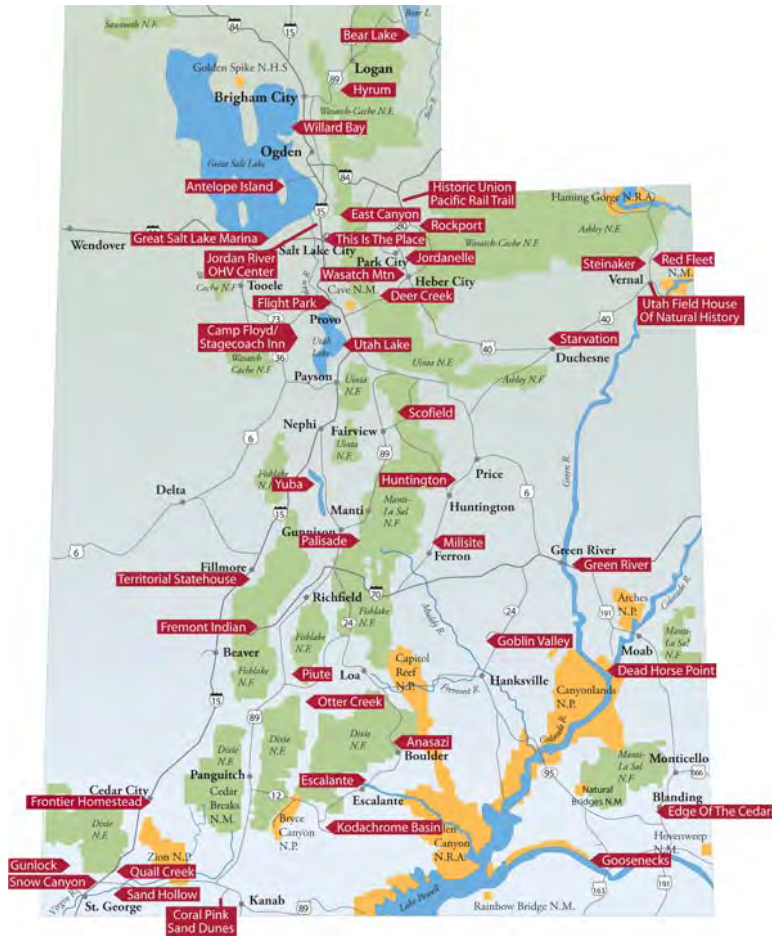 Sawtooth N.F.
84
15
Bear L.
Bear Lake
Golden Spike N.H.S
89
Logan
Hyrum
Brigham City
Wasatch-Cache N.F.
Bear R.
Willard Bay
Ogden
Great Salt Lake
84
Antelope Island
Historic Union
Pacific Rail Trail
Flaming Gorge N.R.A.
15
East Canyon
80
Rockport
Ashley N.F.
Wendover
Great Salt Lake Marina
This Is The Place
Wasatch-Cache N.F.
Jordan River
OHV Center
Salt Lake City
Park City
Jordanelle
Steinaker
Red Fleet
N.M.
Wasatch Mtn
Heber City
Vernal
Cache N.F.
Tooele
Cave N.M.
Deer Creek
Utah Field House
Of Natural History
Flight Park
73
Provo
40
40
Camp Floyd/
Stagecoach Inn
Utah
Lake
Utah Lake
Starvation
36
Wasatch
Cache N.F.
Uinta N.F.
Duchesne
Payson
Uinta
N.F.
Ashley N.F.
Scofield
Nephi
Fairview
6
Uinta
N.F.
89
Price
Green R.
Fishlake
N.F.
Yuba
Huntington
6
Delta
Manti
Manti-
La Sal
N.F.
Huntington
15
Gunnison
Palisade
Millsite
6
Ferron
Green River
Fillmore
Green River
Territorial Statehouse
70
Richfield
Arches
N.P.
Colorado R.
Fishlake
N.F.
Muddy R.
24
191
24
Fremont Indian
Fishlake
N.F.
Goblin Valley
Moab
Manti-
La Sal
N.F.
Beaver
Capitol
Reef
N.P.
Fishlake
N.F.
Piute
Loa
Hanksville
Dead Horse Point
Fremont R.
Canyonlands
N.P.
15
89
Otter Creek
Colorado R.
Dixie
N.F.
Dixie
N.F.
Dixie
N.F.
Anasazi
Boulder
Manti-
La Sal
N.F.
Monticello
Panguitch
Escalante
95
666
Cedar City
Cedar
Breaks
N.M.
Natural
Bridges N.M
Frontier Homestead
12
Escalante
Blanding
Edge Of The Cedars
Dixie
N.F.
Bryce
Canyon
N.P.
Kodachrome Basin
en
Canyon
N.R.A.
Hovenweep
N.M.
Zion N.P.
Gunlock
Quail Creek
Goosenecks
Snow Canyon
Sand Hollow
163
191
Virgin R.
St. George
Kanab
89
Lake Powell
Rainbow Bridge N.M.
Coral Pink
Sand Dunes